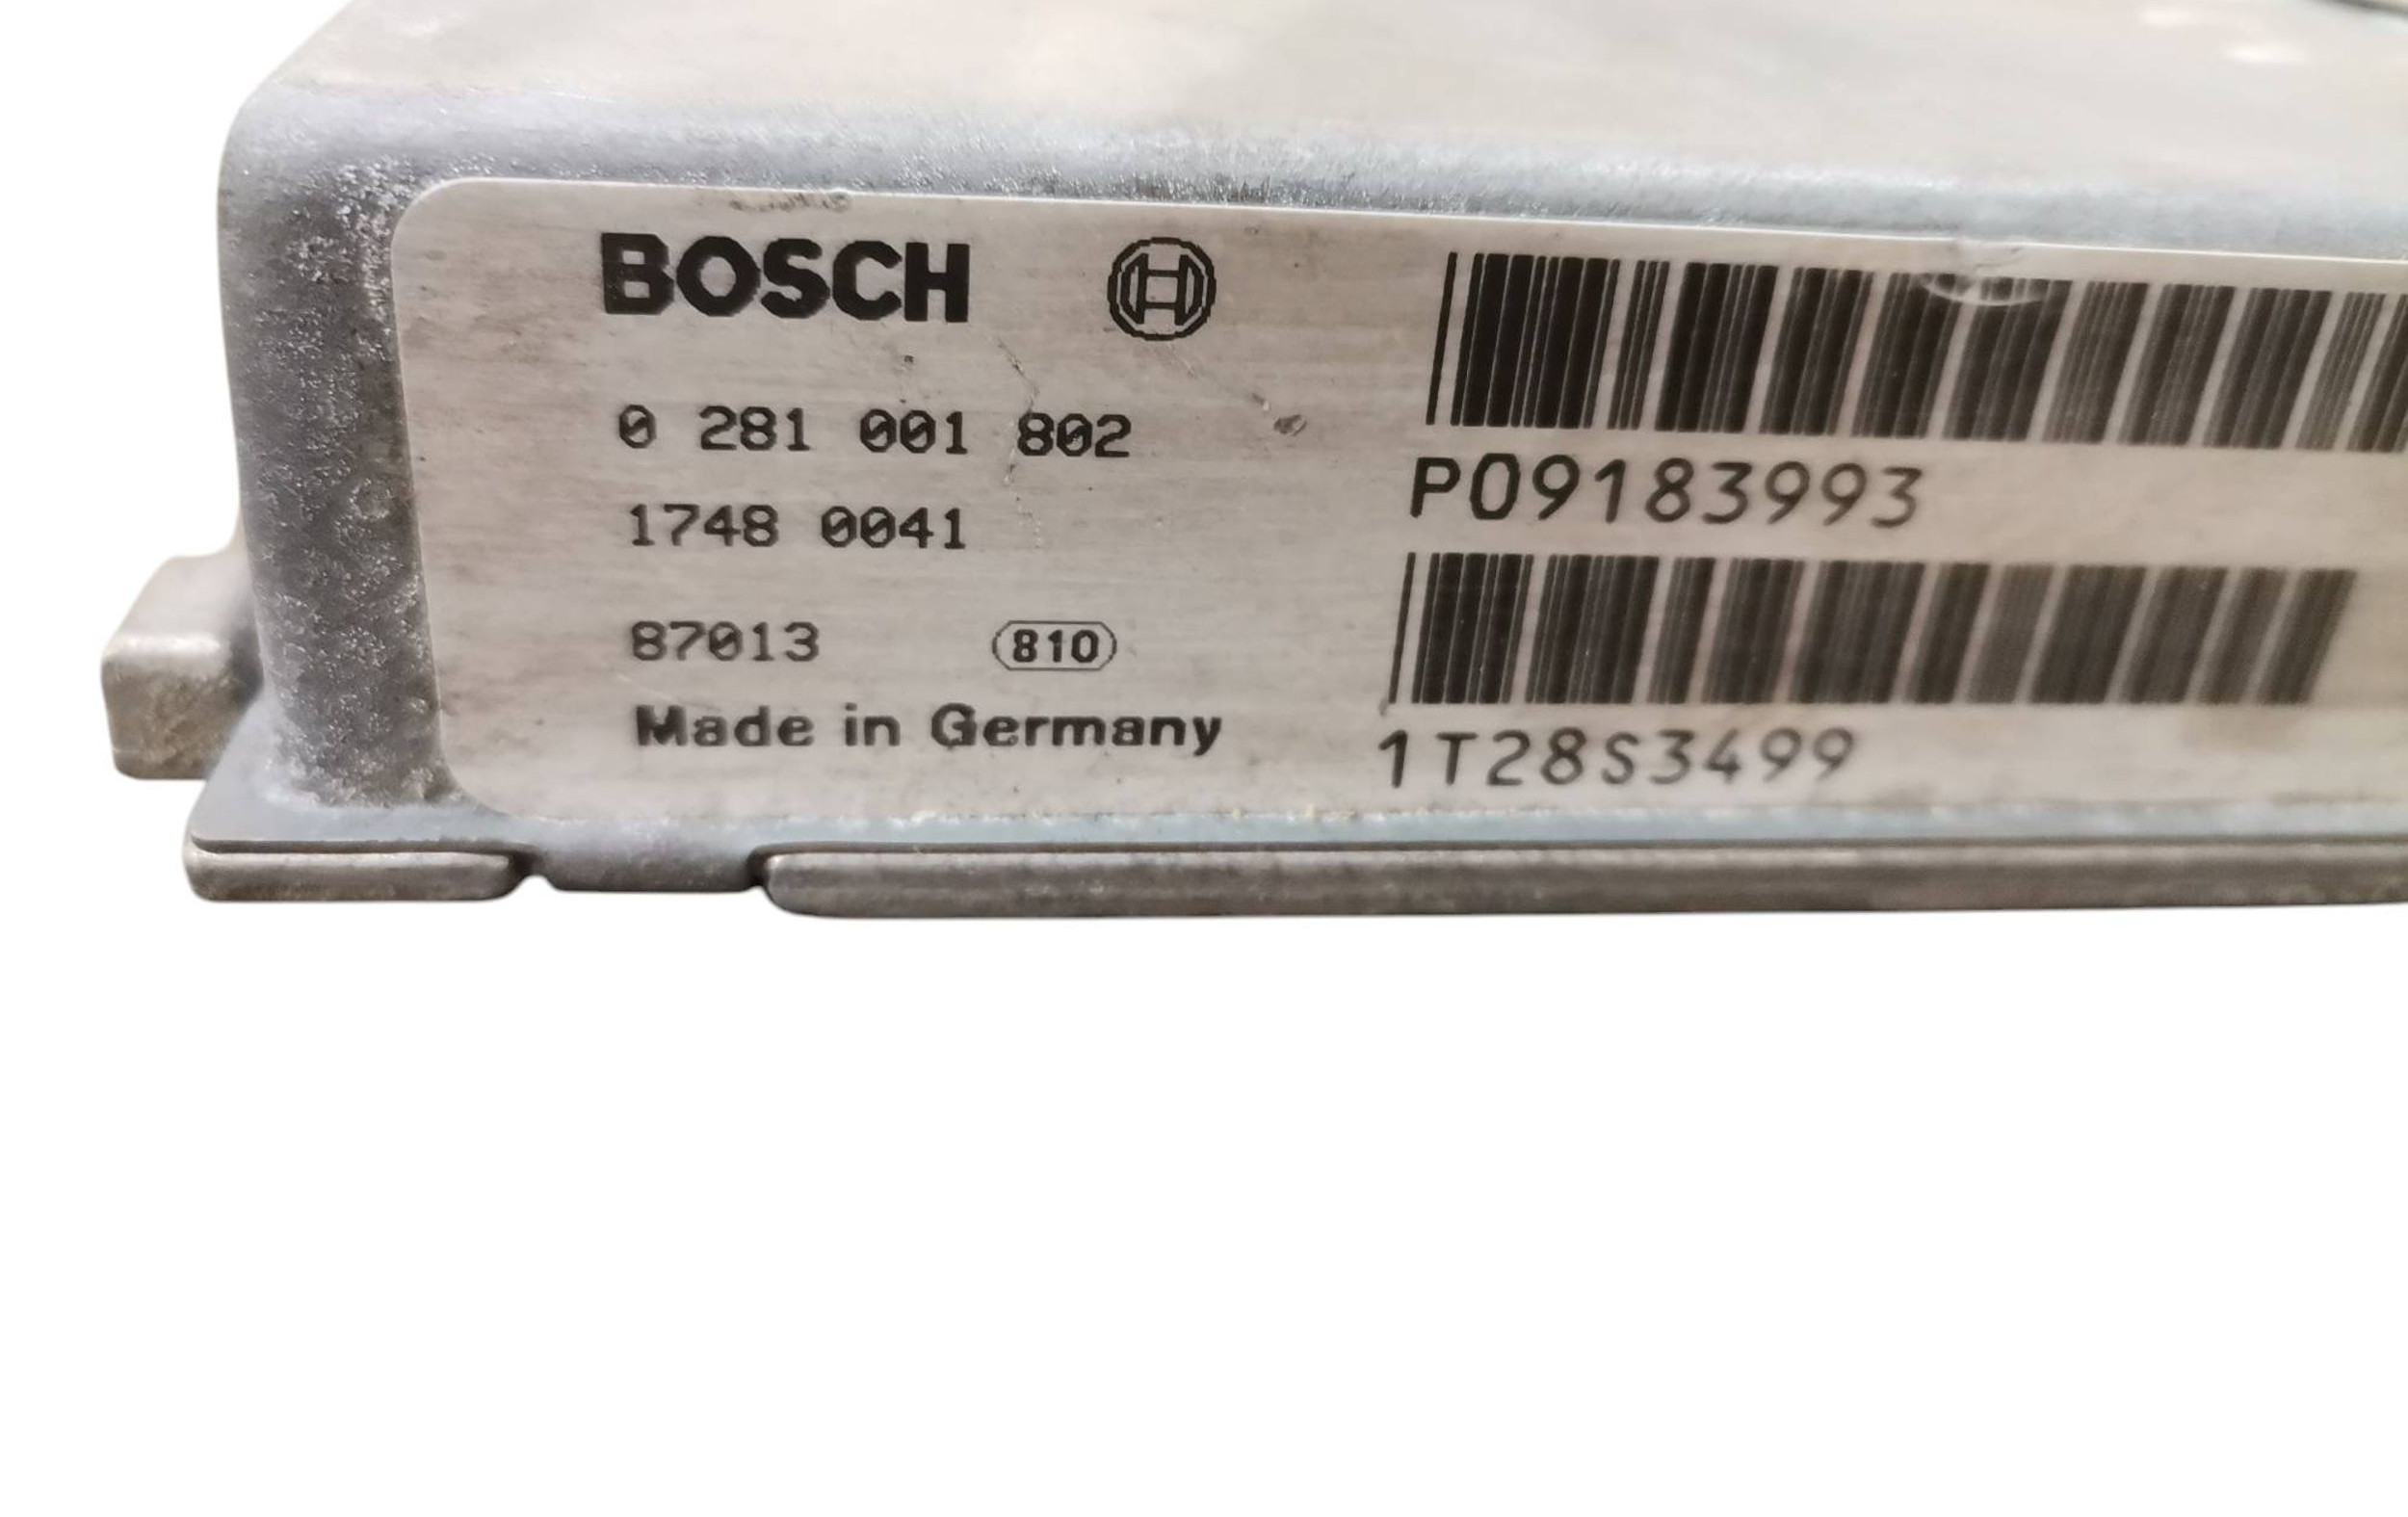 BOSCH
0 281 001 802
1748 0041
87013 810
Made in Germany
P09183993
1T28S3499